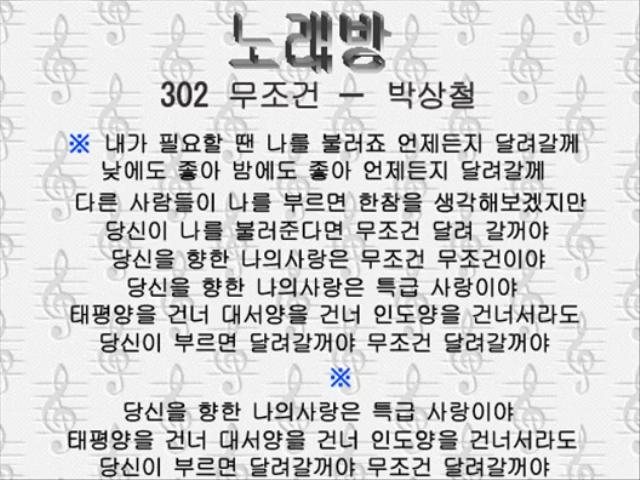 노래방
302 무조건 - 박상철
※ 내가 필요할 땐 나를 불러죠 언제든지 달려갈께
낮에도 좋아 밤에도 좋아 언제든지 달려갈께
다른 사람들이 나를 부르면 한참을 생각해보겠지만
당신이 나를 불러준다면 무조건 달려 갈꺼야
당신을 향한 나의사랑은 무조건 무조건이야
당신을 향한 나의사랑은 특급 사랑이야
태평양을 건너 대서양을 건너 인도양을 건너서라도
당신이 부르면 달려갈꺼야 무조건 달려갈꺼야
※
당신을 향한 나의사랑은 특급 사랑이야
태평양을 건너 대서양을 건너 인도양을 건너서라도
당신이 부르면 달려갈꺼야 무조건 달려갈꺼야